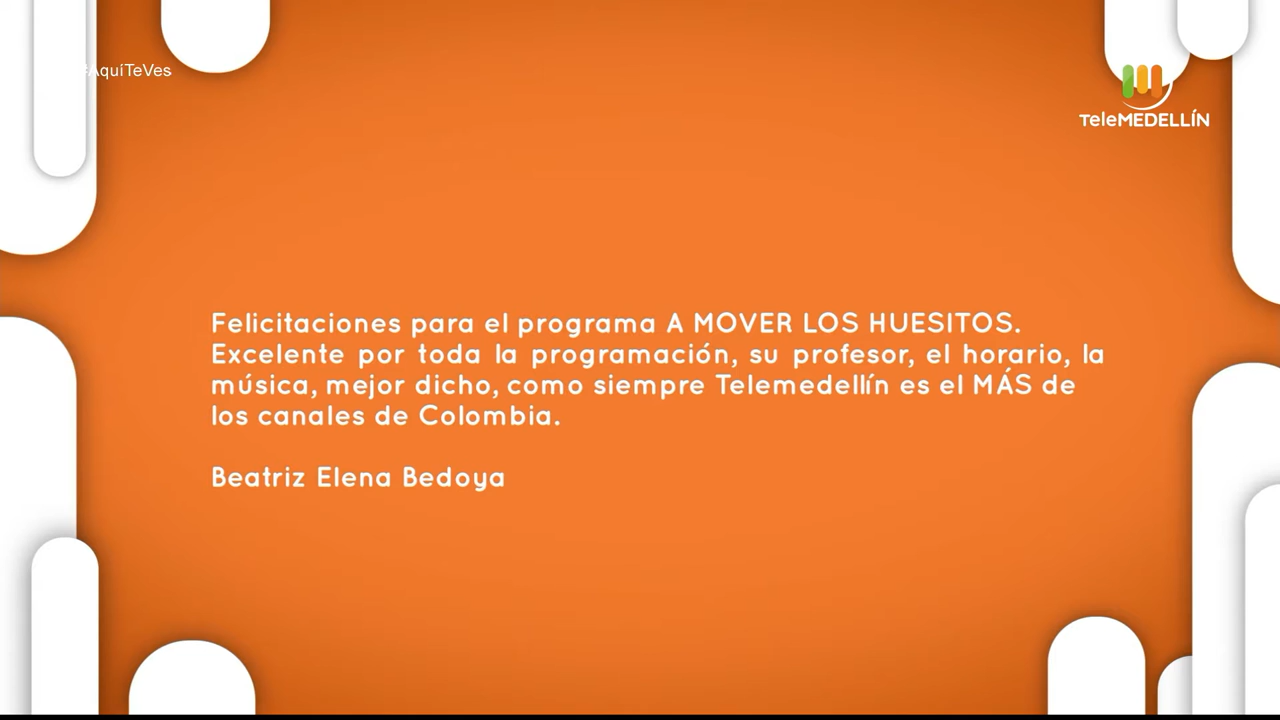 #AquíTeVes
TeleMEDELLÍN
Felicitaciones para el programa A MOVER LOS HUESITOS.
Excelente por toda la programación, su profesor, el horario, la
música, mejor dicho, como siempre Telemedellín es el MÁS de
los canales de Colombia.
Beatriz Elena Bedoya